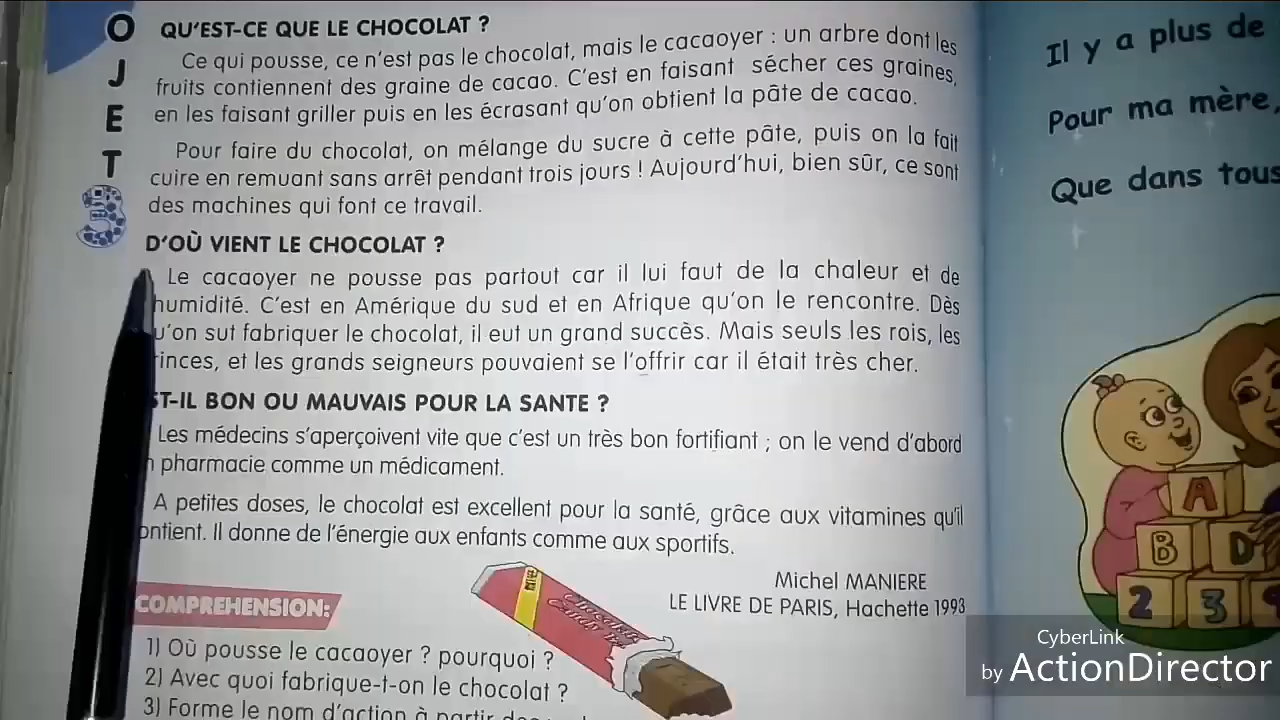 O
J
E
T
3
QU'EST-CE QUE LE CHOCOLAT ?
Ce qui pousse, ce n'est pas le chocolat, mais le cacaoyer : un arbre dont les
fruits contiennent des graine de cacao. C'est en faisant sécher ces graines,
en les faisant griller puis en les écrasant qu'on obtient la pâte de cacao.
Pour faire du chocolat, on mélange du sucre à cette pâte, puis on la fait
cuire en remuant sans arrêt pendant trois jours ! Aujourd'hui, bien sûr, ce sont
des machines qui font ce travail.
D'OÙ VIENT LE CHOCOLAT ?
Le cacaoyer ne pousse pas partout car il lui faut de la chaleur et de
humidité. C'est en Amérique du sud et en Afrique qu'on le rencontre. Dès
u'on sut fabriquer le chocolat, il eut un grand succès. Mais seuls les rois, les
rinces, et les grands seigneurs pouvaient se l'offrir car il était très cher.
ST-IL BON OU MAUVAIS POUR LA SANTE ?
Les médecins s'aperçoivent vite que c'est un très bon fortifiant ; on le vend d'abord
n pharmacie comme un médicament.
A petites doses, le chocolat est excellent pour la santé, grâce aux vitamines qu'il
ontient. Il donne de l'énergie aux enfants comme aux sportifs.
Michel MANIERE
LE LIVRE DE PARIS, Hachette 1993
COMPREHENSION:
1) Où pousse le cacaoyer ? pourquoi ?
2) Avec quoi fabrique-t-on le chocolat ?
3) Forme le nom d'action à partir des
Il y a plus de
Pour ma mère,
Que dans tous
A
B D
2 3
CyberLink
by ActionDirector